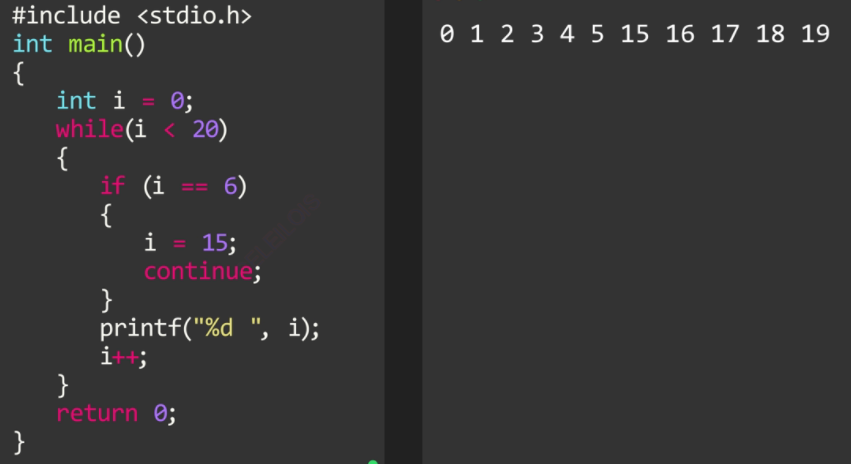 #include <stdio.h>
int main()
{
    int i = 0;
    while(i < 20)
    {
        if (i == 6)
        {
            i = 15;
            continue;
        }
        printf("%d ", i);
        i++;
    }
    return 0;
}
0 1 2 3 4 5 15 16 17 18 19